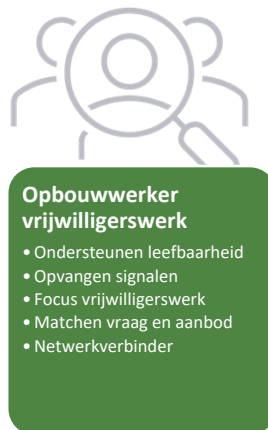 Opbouwwerker
vrijwilligerswerk
• Ondersteunen leefbaarheid
• Opvangen signalen
• Focus vrijwilligerswerk
• Matchen vraag en aanbod
• Netwerkverbinder